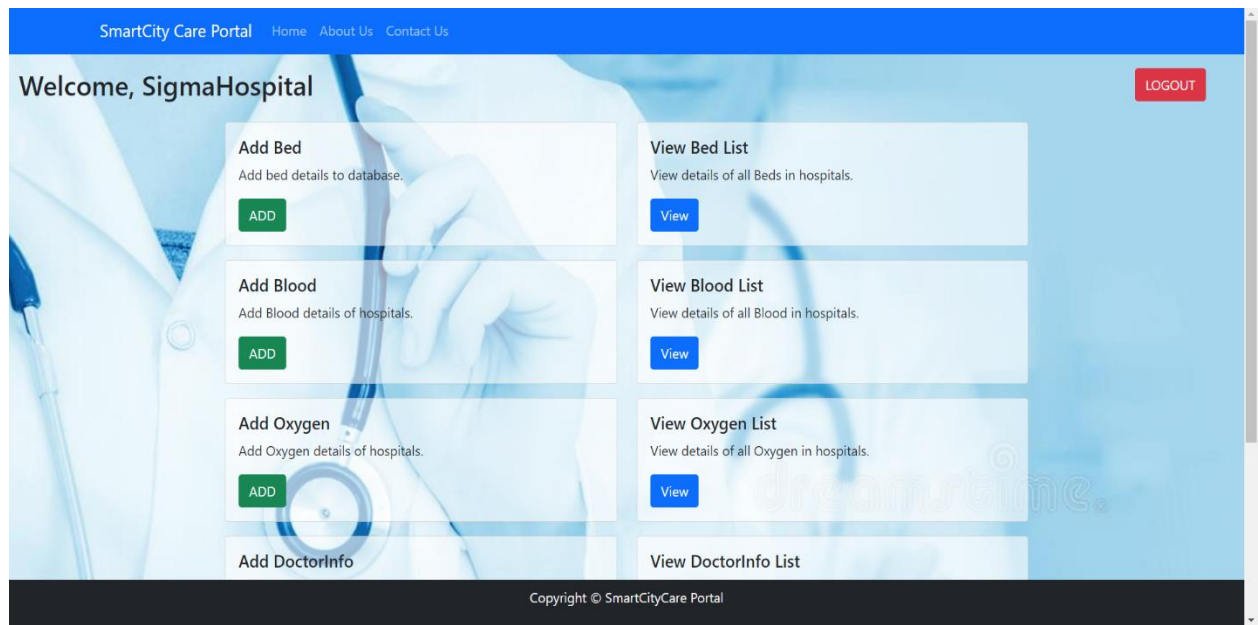 SmartCity Care Portal Home About Us Contact Us
Welcome, SigmaHospital
LOGOUT
Add Bed
Add bed details to database.
ADD
View Bed List
View details of all Beds in hospitals.
View
Add Blood
Add Blood details of hospitals.
ADD
View Blood List
View details of all Blood in hospitals.
View
Add Oxygen
Add Oxygen details of hospitals.
ADD
View Oxygen List
View details of all Oxygen in hospitals.
View
dreamstime.
Add DoctorInfo
View DoctorInfo List
Copyright © SmartCityCare Portal